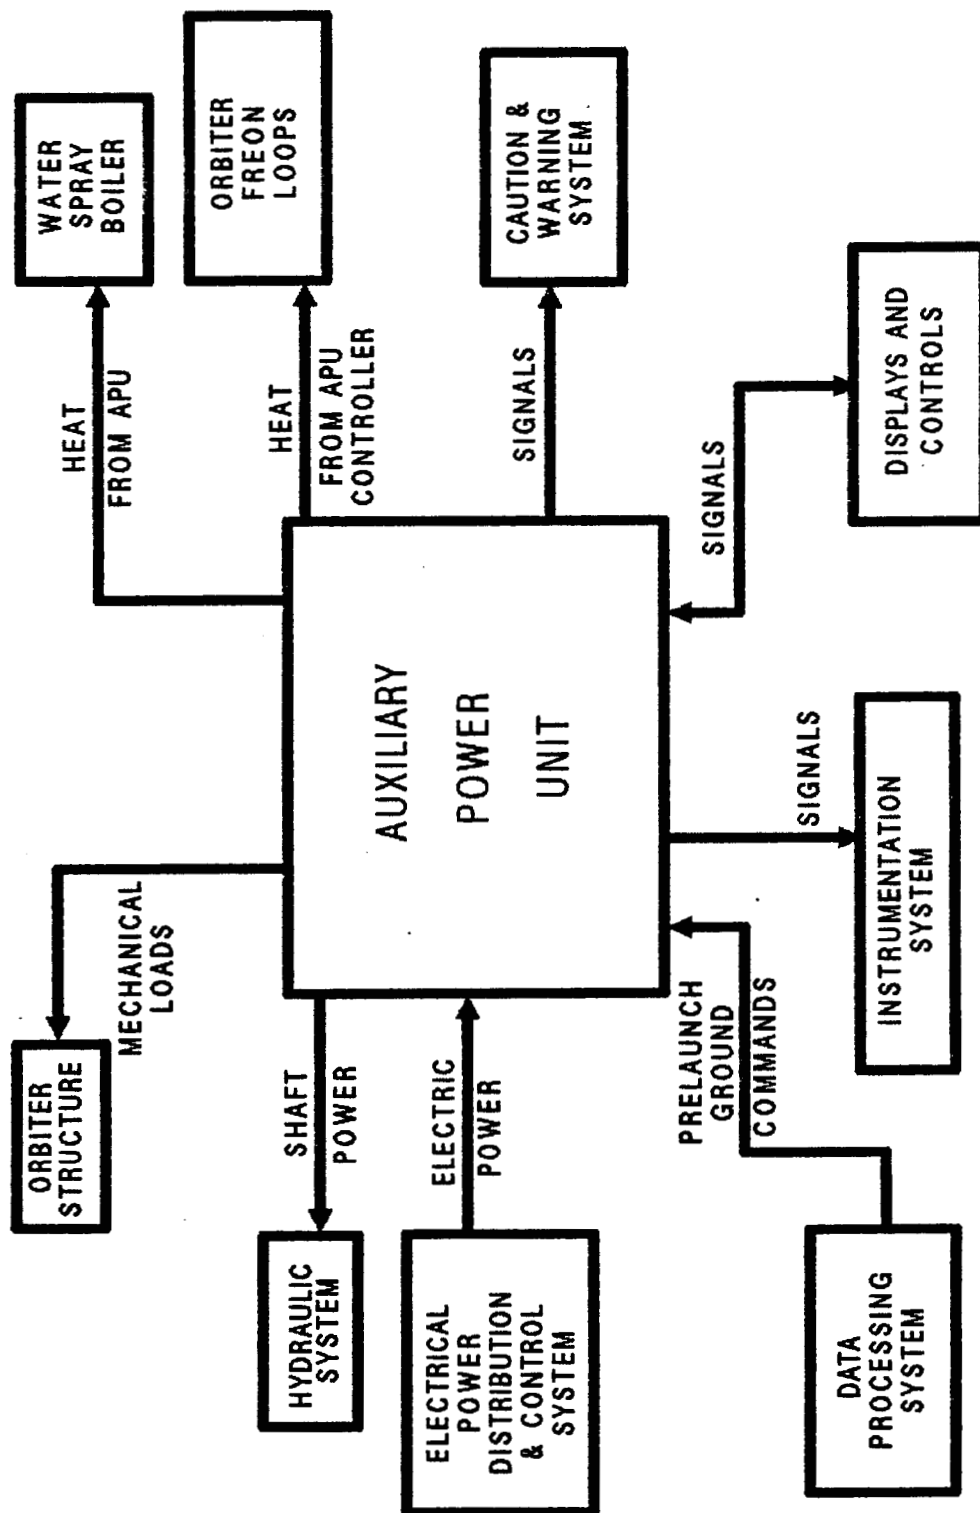 ORBITER
STRUCTURE
MECHANICAL
LOADS
HEAT
FROM APU
WATER
SPRAY
BOILER
HYDRAULIC
SYSTEM
SHAFT
POWER
HEAT
FROM APU
CONTROLLER
ORBITER
FREON
LOOPS
ELECTRICAL
POWER
DISTRIBUTION
& CONTROL
SYSTEM
ELECTRIC
POWER
AUXILIARY
POWER
UNIT
SIGNALS
CAUTION &
WARNING
SYSTEM
DATA
PROCESSING
SYSTEM
PRELAUNCH
GROUND
COMMANDS
SIGNALS
INSTRUMENTATION
SYSTEM
SIGNALS
DISPLAYS AND
CONTROLS